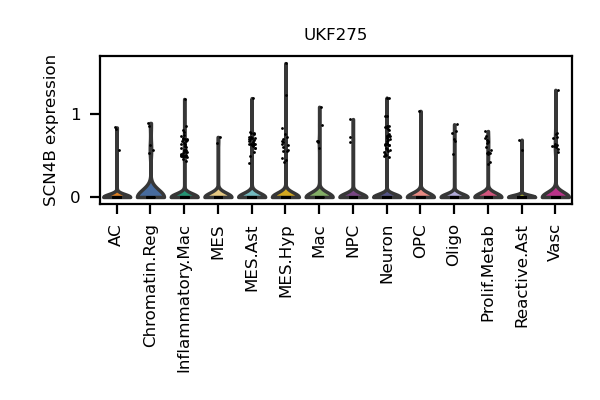 UKF275
SCN4B expression
1
0
AC
Chromatin.Reg
Inflammatory.Mac
MES
MES.Ast
MES.Hyp
Mac
NPC
Neuron
OPC
Oligo
Prolif.Metab
Reactive.Ast
Vasc